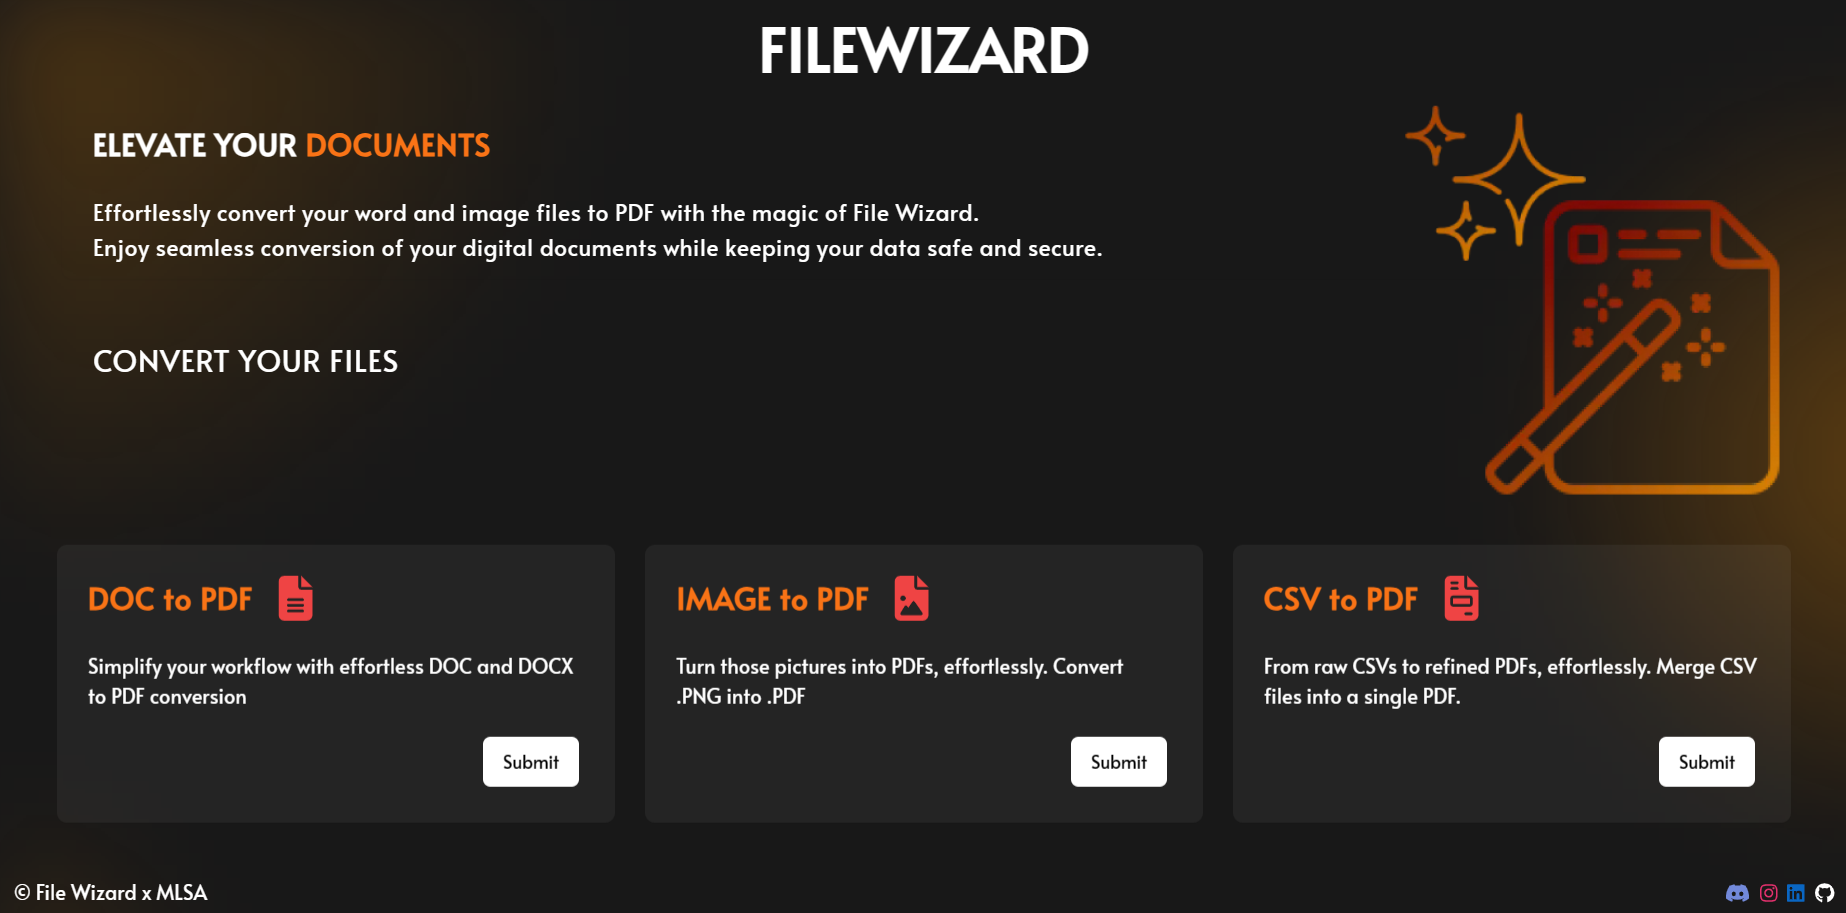 FILEWIZARD
ELEVATE YOUR DOCUMENTS
Effortlessly convert your word and image files to PDF with the magic of File Wizard.
Enjoy seamless conversion of your digital documents while keeping your data safe and secure.
CONVERT YOUR FILES
DOC to PDF
Simplify your workflow with effortless DOC and DOCX
to PDF conversion
Submit
IMAGE to PDF
Turn those pictures into PDFs, effortlessly. Convert
.PNG into .PDF
Submit
CSV to PDF
From raw CSVs to refined PDFs, effortlessly. Merge CSV
files into a single PDF.
Submit
© File Wizard x MLSA